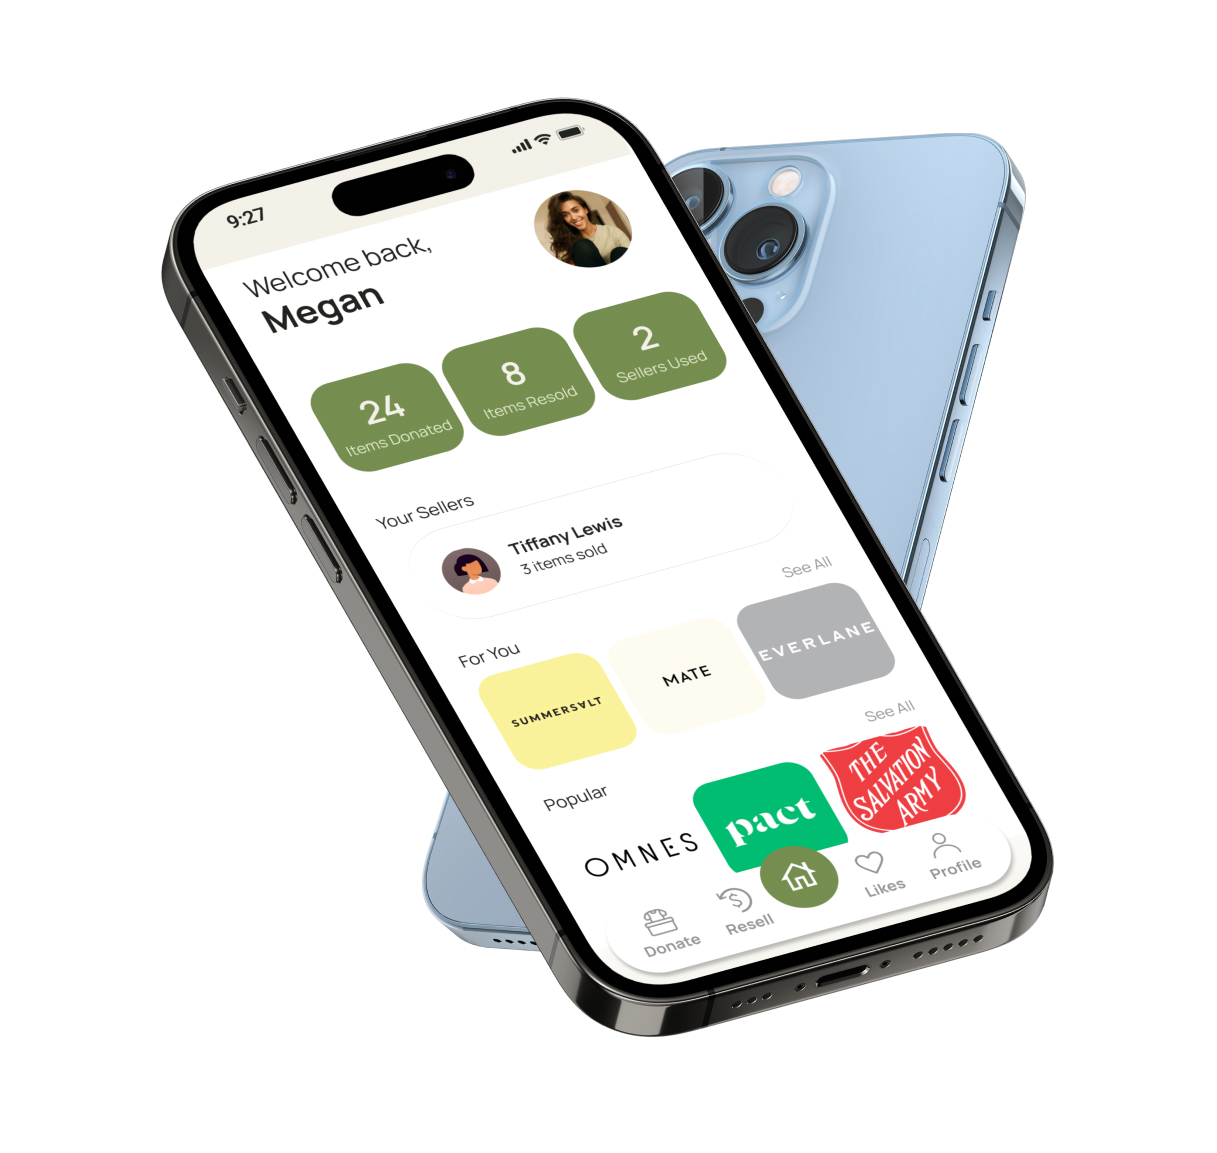 9:27
Welcome back,
Megan
24
Items Donated
8
Items Resold
2
Sellers Used
Your Sellers
Tiffany Lewis
3 items sold
For You
See All
SUMMERSALT
MATE
EVERLANE
Popular
See All
OMNES
pact
THE
SALVATION
ARMY
Donate
Resell
$
Likes
Profile